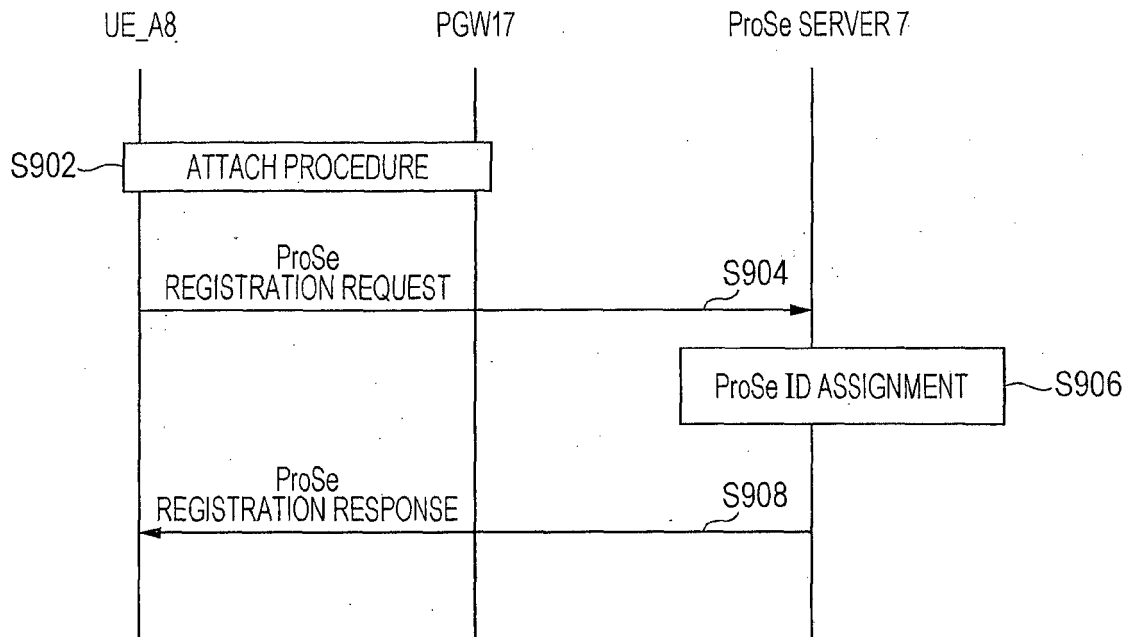 UE_A8
PGW17
ProSe SERVER 7
S902
ATTACH PROCEDURE
ProSe
REGISTRATION REQUEST
S904
ProSe ID ASSIGNMENT
S906
ProSe
REGISTRATION RESPONSE
S908